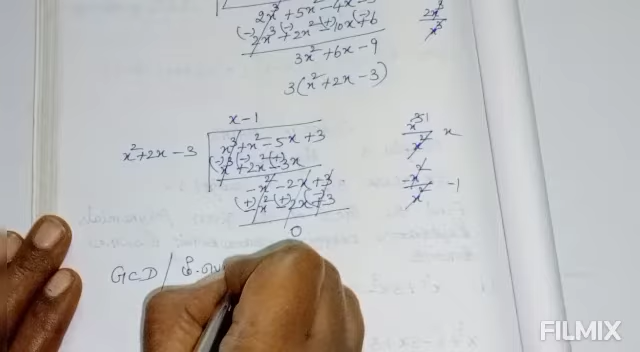 2x³ + 5x² - 4x - 3
2x³ + 2x² - 10x + 6
(-) (-) (+) (-)
2x³
x³
3x² + 6x - 9
3(x² + 2x - 3)
x - 1
x² + 2x - 3
x³ + x² - 5x + 3
x³ + 2x² - 3x
(-) (-) (+)
-x² - 2x + 3
-x² - 2x + 3
(+) (+) (-)
0
x³
x²
x
-x²
x²
-1
GCD /
FILMIX